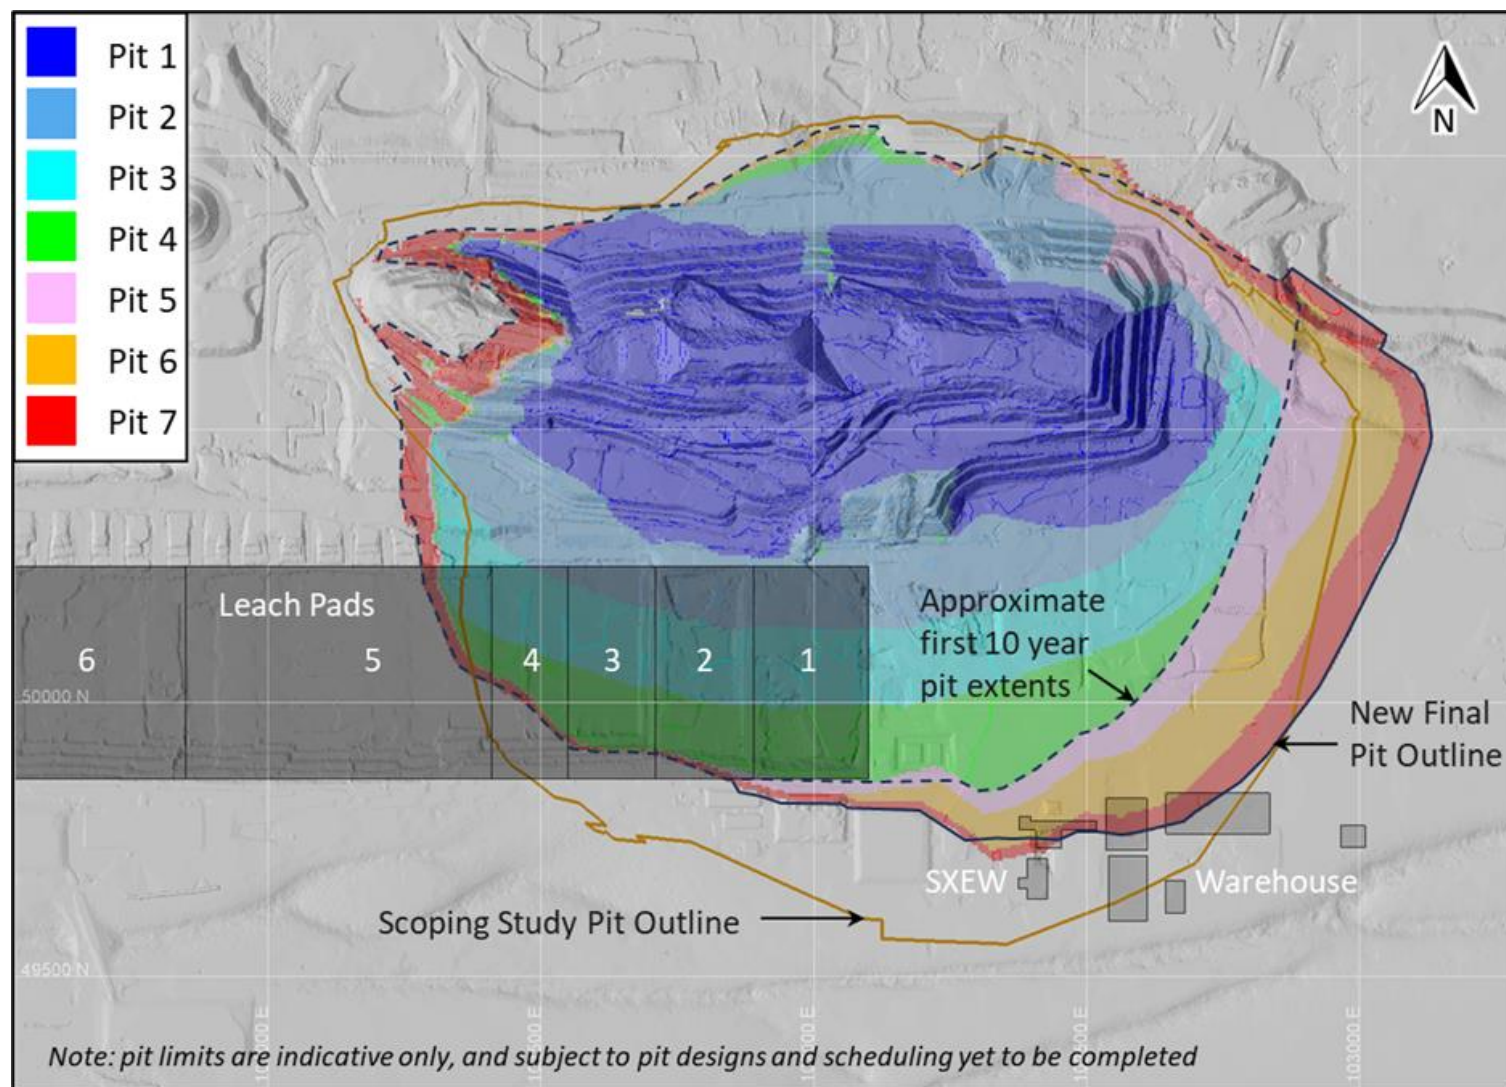 Pit 1
Pit 2
Pit 3
Pit 4
Pit 5
Pit 6
Pit 7
N
Leach Pads
6
5
4
3
2
1
Approximate
first 10 year
pit extents
50000 N
New Final
Pit Outline
SXEW
Warehouse
Scoping Study Pit Outline
49500 N
103000 E
Note: pit limits are indicative only, and subject to pit designs and scheduling yet to be completed